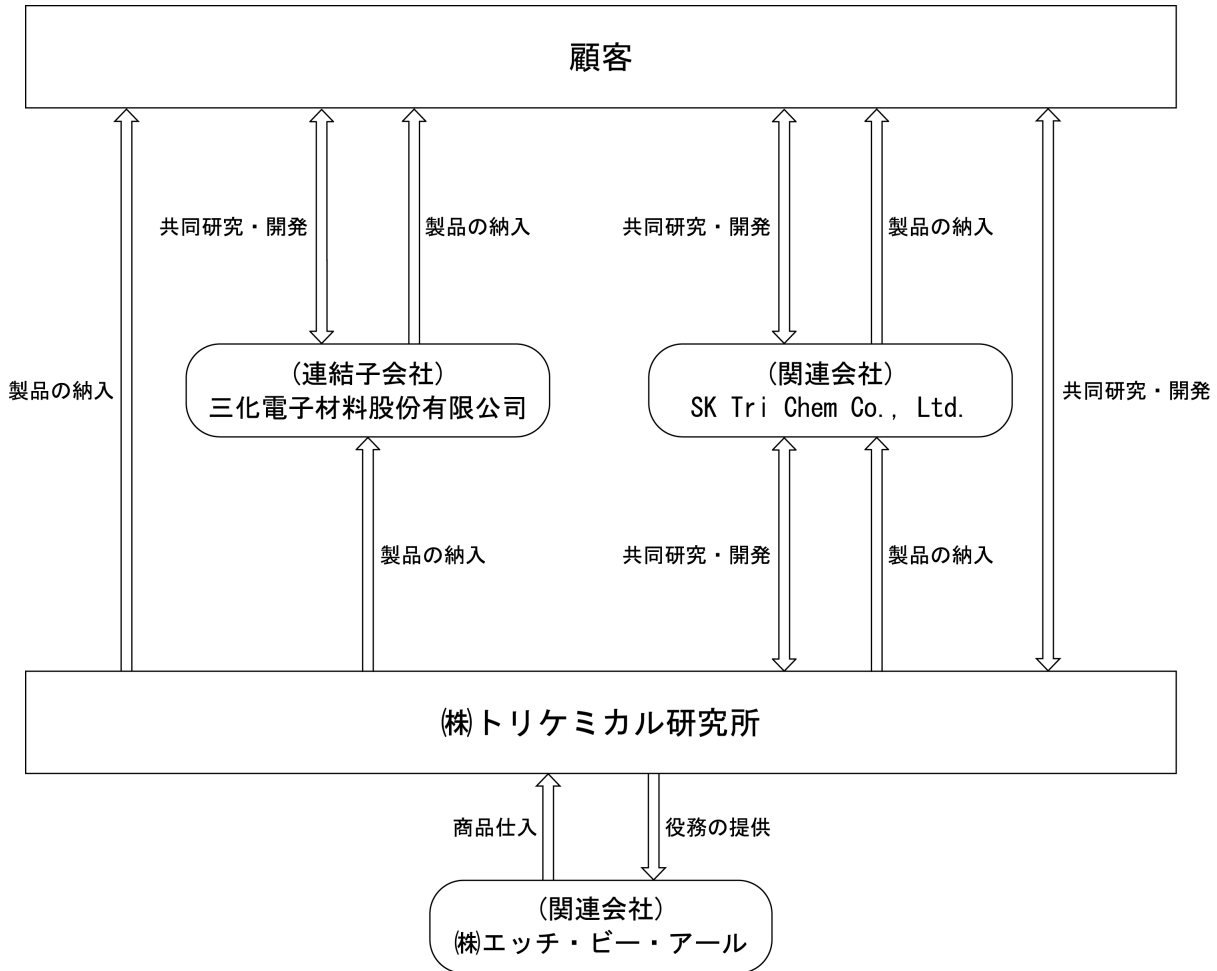 顧客
共同研究・開発
製品の納入
共同研究・開発
製品の納入
製品の納入
(連結子会社)
三化電子材料股份有限公司
(関連会社)
SK Tri Chem Co., Ltd.
共同研究・開発
製品の納入
共同研究・開発
製品の納入
㈱トリケミカル研究所
商品仕入
役務の提供
(関連会社)
㈱エッチ・ビー・アール